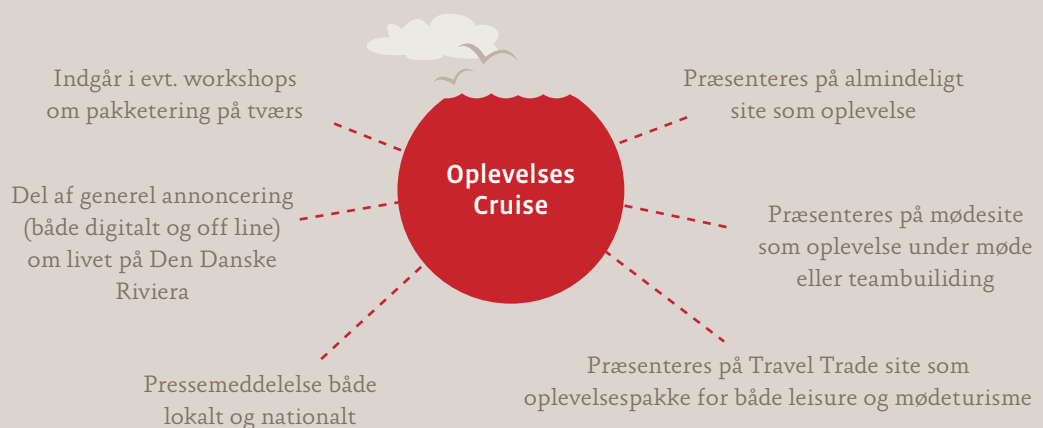 Indgår i evt. workshops
om pakketering på tværs
Del af generel annoncering
(både digitalt og off line)
om livet på Den Danske
Riviera
Pressemeddelelse både
lokalt og nationalt
Oplevelses
Cruise
Præsenteres på almindeligt
site som oplevelse
Præsenteres på mødesite
som oplevelse under møde
eller teambuiliding
Præsenteres på Travel Trade site som
oplevelsespakke for både leisure og mødeturisme